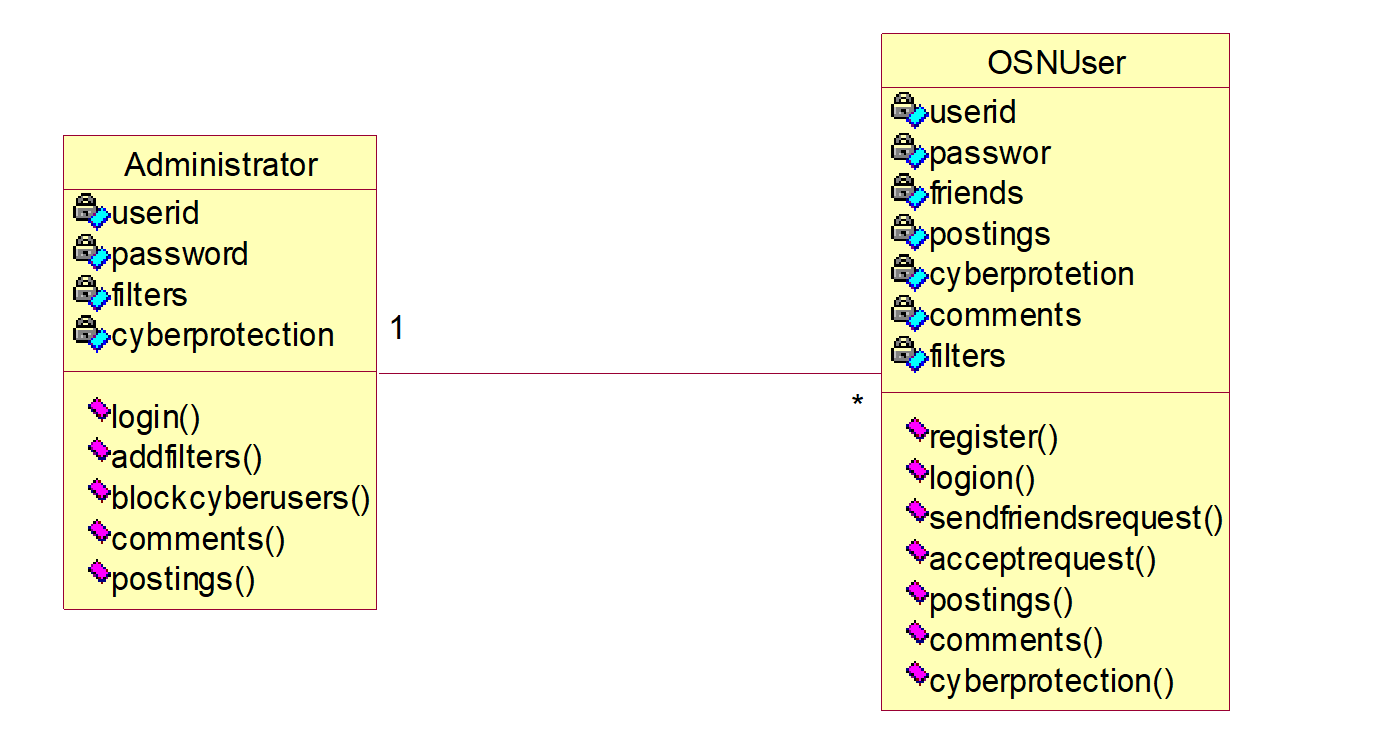 Administrator
userid
password
filters
cyberprotection
login()
addfilters()
blockcyberusers()
comments()
postings()
1
*
OSNUser
userid
passwor
friends
postings
cyberprotetion
comments
filters
register()
logion()
sendfriendsrequest()
acceptrequest()
postings()
comments()
cyberprotection()